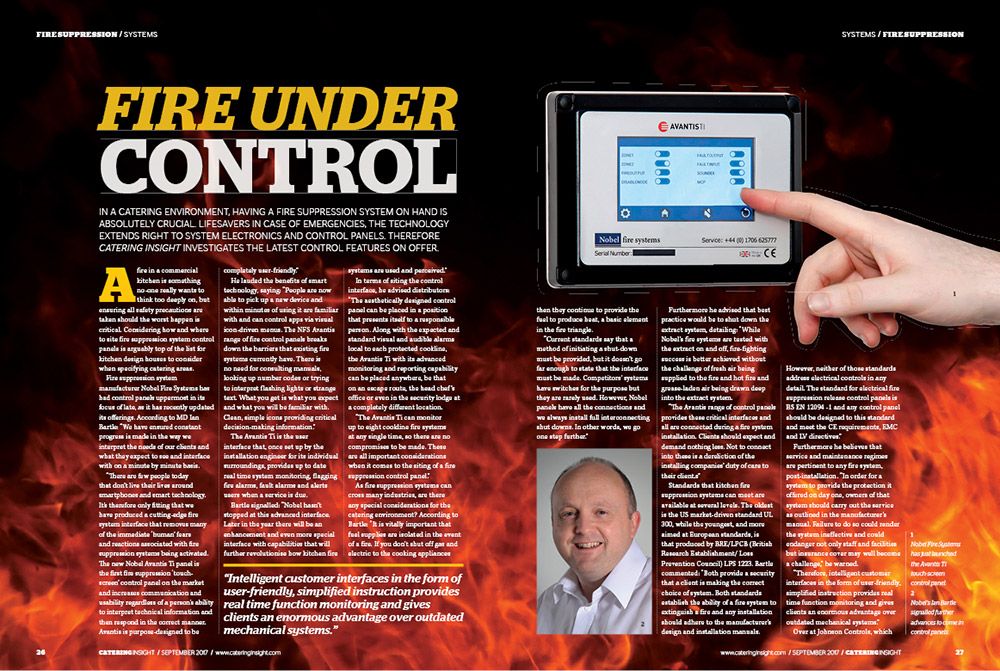 FIRE SUPPRESSION / SYSTEMS
SYSTEMS / FIRE SUPPRESSION
FIRE UNDER
CONTROL
IN A CATERING ENVIRONMENT, HAVING A FIRE SUPPRESSION SYSTEM ON HAND IS
ABSOLUTELY CRUCIAL. LIFESAVERS IN CASE OF EMERGENCIES, THE TECHNOLOGY
EXTENDS RIGHT TO SYSTEM ELECTRONICS AND CONTROL PANELS. THEREFORE
CATERING INSIGHT INVESTIGATES THE LATEST CONTROL FEATURES ON OFFER.
A fire in a commercial
kitchen is something
no-one really wants to
think too deeply on, but
ensuring all safety precautions are
taken should the worst happen is
critical. Considering how and where
to site fire suppression system control
panels is arguably top of the list for
kitchen design houses to consider
when specifying catering areas.
Fire suppression system
manufacturer Nobel Fire Systems has
had control panels uppermost in its
focus of late, as it has recently updated
its offerings. According to MD Ian
Bartle: "We have ensured constant
progress is made in the way we
interpret the needs of our clients and
what they expect to see and interface
with on a minute by minute basis.
"There are few people today
that don't live their lives around
smartphones and smart technology.
It's therefore only fitting that we
have produced a cutting-edge fire
system interface that removes many
of the immediate 'human' fears
and reactions associated with fire
suppression systems being activated.
The new Nobel Avantis Ti panel is
the first fire suppression 'touch-
screen' control panel on the market
and increases communication and
usability regardless of a person's ability
to interpret technical information and
then respond in the correct manner.
Avantis is purpose-designed to be
completely user-friendly."
He lauded the benefits of smart
technology, saying: "People are now
able to pick up a new device and
within minutes of using it are familiar
with and can control apps via visual
icon-driven menus. The NFS Avantis
range of fire control panels breaks
down the barriers that existing fire
systems currently have. There is
no need for consulting manuals,
looking up number codes or trying
to interpret flashing lights or strange
text. What you get is what you expect
and what you will be familiar with.
Clean, simple icons providing critical
decision-making information."
The Avantis Ti is the user
interface that, once set up by the
installation engineer for its individual
surroundings, provides up to date
real time system monitoring, flagging
fire alarms, fault alarms and alerts
users when a service is due.
Bartle signalled: "Nobel hasn't
stopped at this advanced interface.
Later in the year there will be an
enhancement and even more special
interface with capabilities that will
further revolutionise how kitchen fire
systems are used and perceived."
In terms of siting the control
interface, he advised distributors:
"The aesthetically designed control
panel can be placed in a position
that presents itself to a responsible
person. Along with the expected and
standard visual and audible alarms
local to each protected cookline,
the Avantis Ti with its advanced
monitoring and reporting capability
can be placed anywhere, be that
on an escape route, the head chef's
office or even in the security lodge at
a completely different location.
"The Avantis Ti can monitor
up to eight cookline fire systems
at any single time, so there are no
compromises to be made. These
are all important considerations
when it comes to the siting of a fire
suppression control panel."
As fire suppression systems can
cross many industries, are there
any special considerations for the
catering environment? According to
Bartle: "It is vitally important that
fuel supplies are isolated in the event
of a fire. If you don't shut off gas and
electric to the cooking appliances
"Intelligent customer interfaces in the form of
user-friendly, simplified instruction provides
real time function monitoring and gives
clients an enormous advantage over outdated
mechanical systems."
AVANTIS Ti
ZONE1
ZONE2
FIREOUTPUT
DISABLEMODE
FAULTOUTPUT
FAULTINPUT
SOUNDER
MCP
Nobel fire systems
Service: +44 (0) 1706 625777
Serial Number:
CE
1
then they continue to provide the
feel to produce heat, a basic element
in the fire triangle.
"Current standards say that a
method of initiating a shut-down
must be provided, but it doesn't go
far enough to state that the interface
must be made. Competitors' systems
have switches for the purpose but
they are rarely used. However, Nobel
panels have all the connections and
we always install full interconnecting
shut downs. In other words, we go
one step further."
2
Furthermore he advised that best
practice would be to shut down the
extract system, detailing: "While
Nobel's fire systems are tested with
the extract on and off, fire-fighting
success is better achieved without
the challenge of fresh air being
supplied to the fire and hot fire and
grease-laden air being drawn deep
into the extract system.
"The Avantis range of control panels
provides these critical interfaces and
all are connected during a fire system
installation. Clients should expect and
demand nothing less. Not to connect
into these is a dereliction of the
installing companies' duty of care to
their clients."
Standards that kitchen fire
suppression systems can meet are
available at several levels. The oldest
is the US market-driven standard UL
300, while the youngest, and more
aimed at European standards, is
that produced by BRE/LPCB (British
Research Establishment/ Loss
Prevention Council) LPS 1223. Bartle
commented: "Both provide a security
that a client is making the correct
choice of system. Both standards
establish the ability of a fire system to
extinguish a fire and any installation
should adhere to the manufacturer's
design and installation manuals.
However, neither of those standards
address electrical controls in any
detail. The standard for electrical fire
suppression release control panels is
BS EN 12094 -1 and any control panel
should be designed to this standard
and meet the CE requirements, EMC
and LV directives."
Furthermore he believes that
service and maintenance regimes
are pertinent to any fire system,
post-installation. "In order for a
system to provide the protection it
offered on day one, owners of that
system should carry out the service
as outlined in the manufacturer's
manual. Failure to do so could render
the system ineffective and could
endanger not only staff and facilities
but insurance cover may well become
a challenge," he warned.
"Therefore, intelligent customer
interfaces in the form of user-friendly,
simplified instruction provides real
time function monitoring and gives
clients an enormous advantage over
outdated mechanical systems."
Over at Johnson Controls, which
1
Nobel Fire Systems
has just launched
the Avantis Ti
touch-screen
control panel.
2
Nobel's Ian Bartle
signalled further
advances to come in
control panels.
26 CATERING INSIGHT / SEPTEMBER 2017 / www.cateringinsight.com
www.cateringinsight.com / SEPTEMBER 2017 / CATERING INSIGHT 27